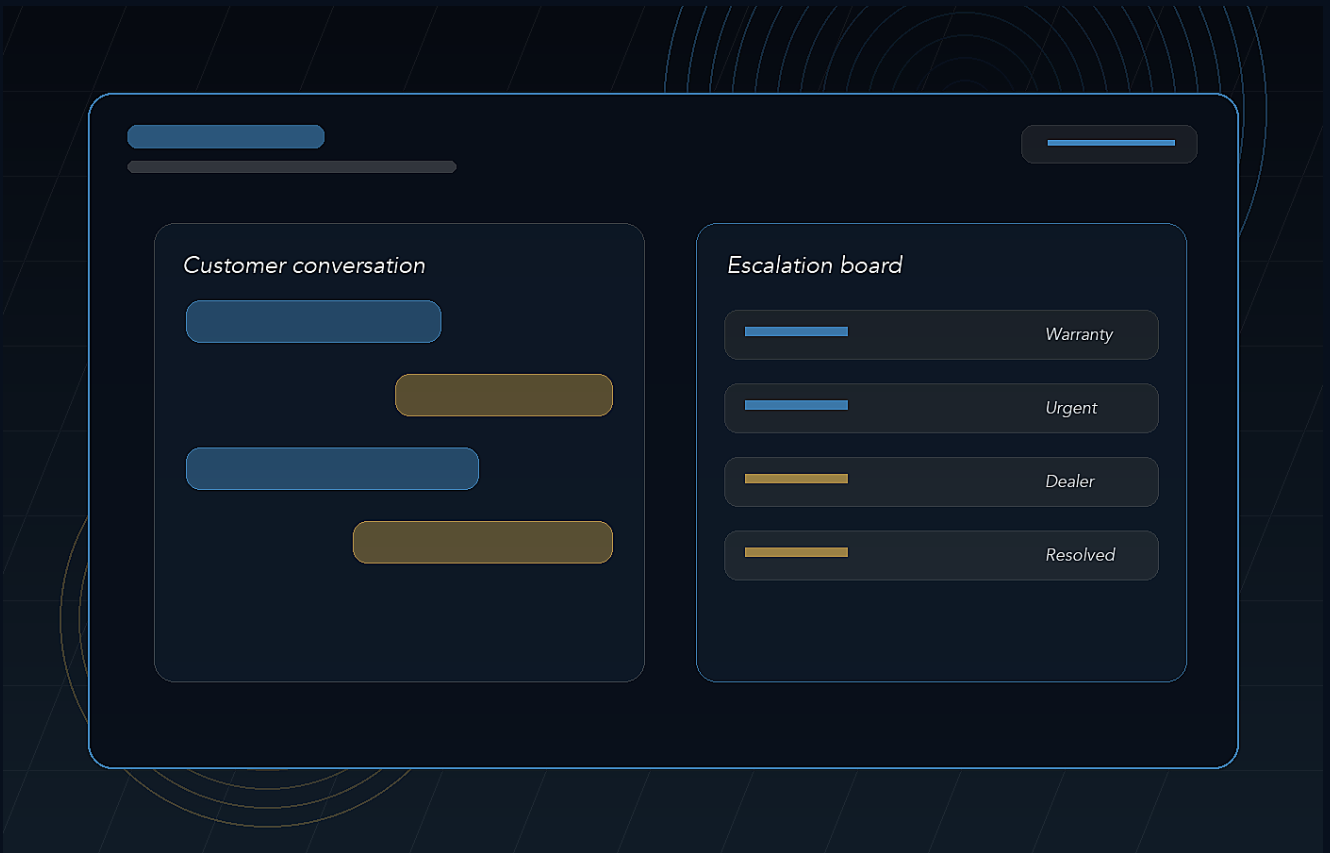 Customer conversation
Escalation board
Warranty
Urgent
Dealer
Resolved